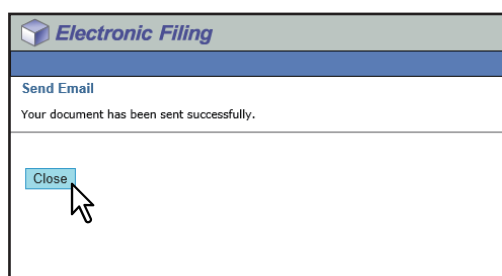 Electronic Filing
Send Email
Your document has been sent successfully.
Close